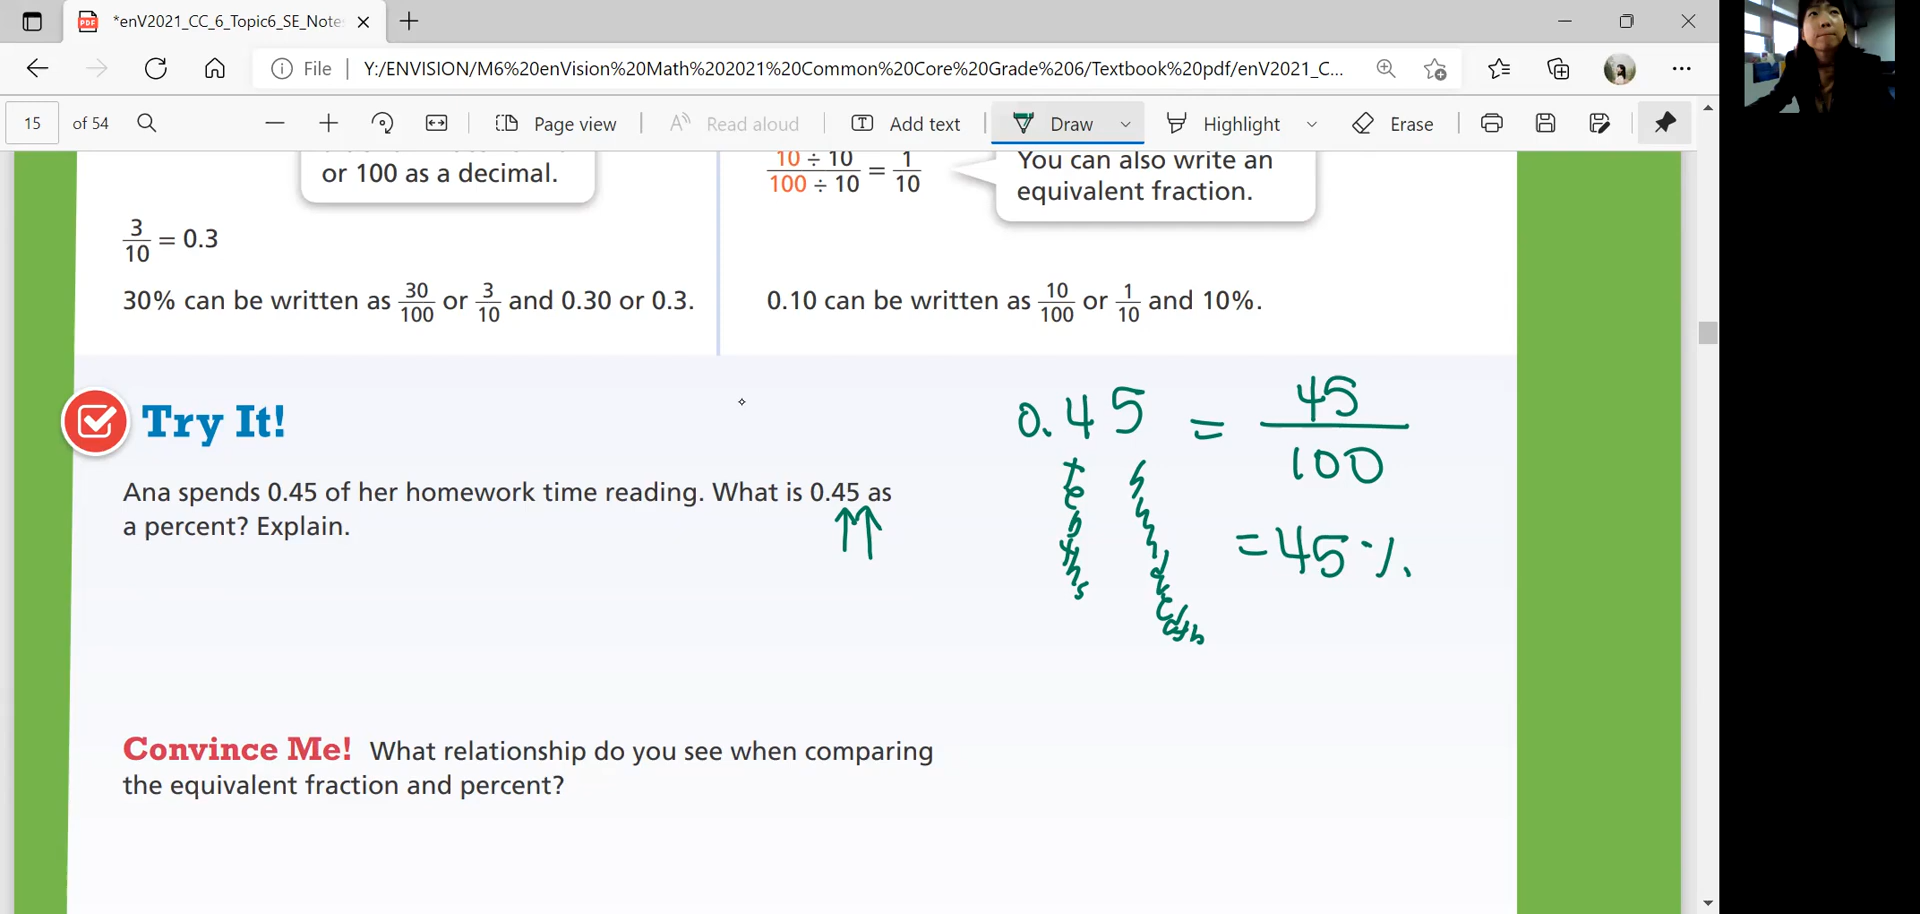 *enV2021_CC_6_Topic6_SE_Note
File Y:/ENVISION/M6%20enVision%20Math%202021%20Common%20Core%20Grade%206/Textbook%20pdf/enV2021_C...
15 of 54 Page view Read aloud Add text Draw Highlight Erase
or 100 as a decimal.
3/10 = 0.3
30% can be written as 30/100 or 3/10 and 0.30 or 0.3.
10 ÷ 10 / 100 ÷ 10 = 1/10
You can also write an
equivalent fraction.
0.10 can be written as 10/100 or 1/10 and 10%.
Try It!
Ana spends 0.45 of her homework time reading. What is 0.45 as
a percent? Explain.
0.45 = 45/100
tenths
= 45%
Convince Me! What relationship do you see when comparing
the equivalent fraction and percent?